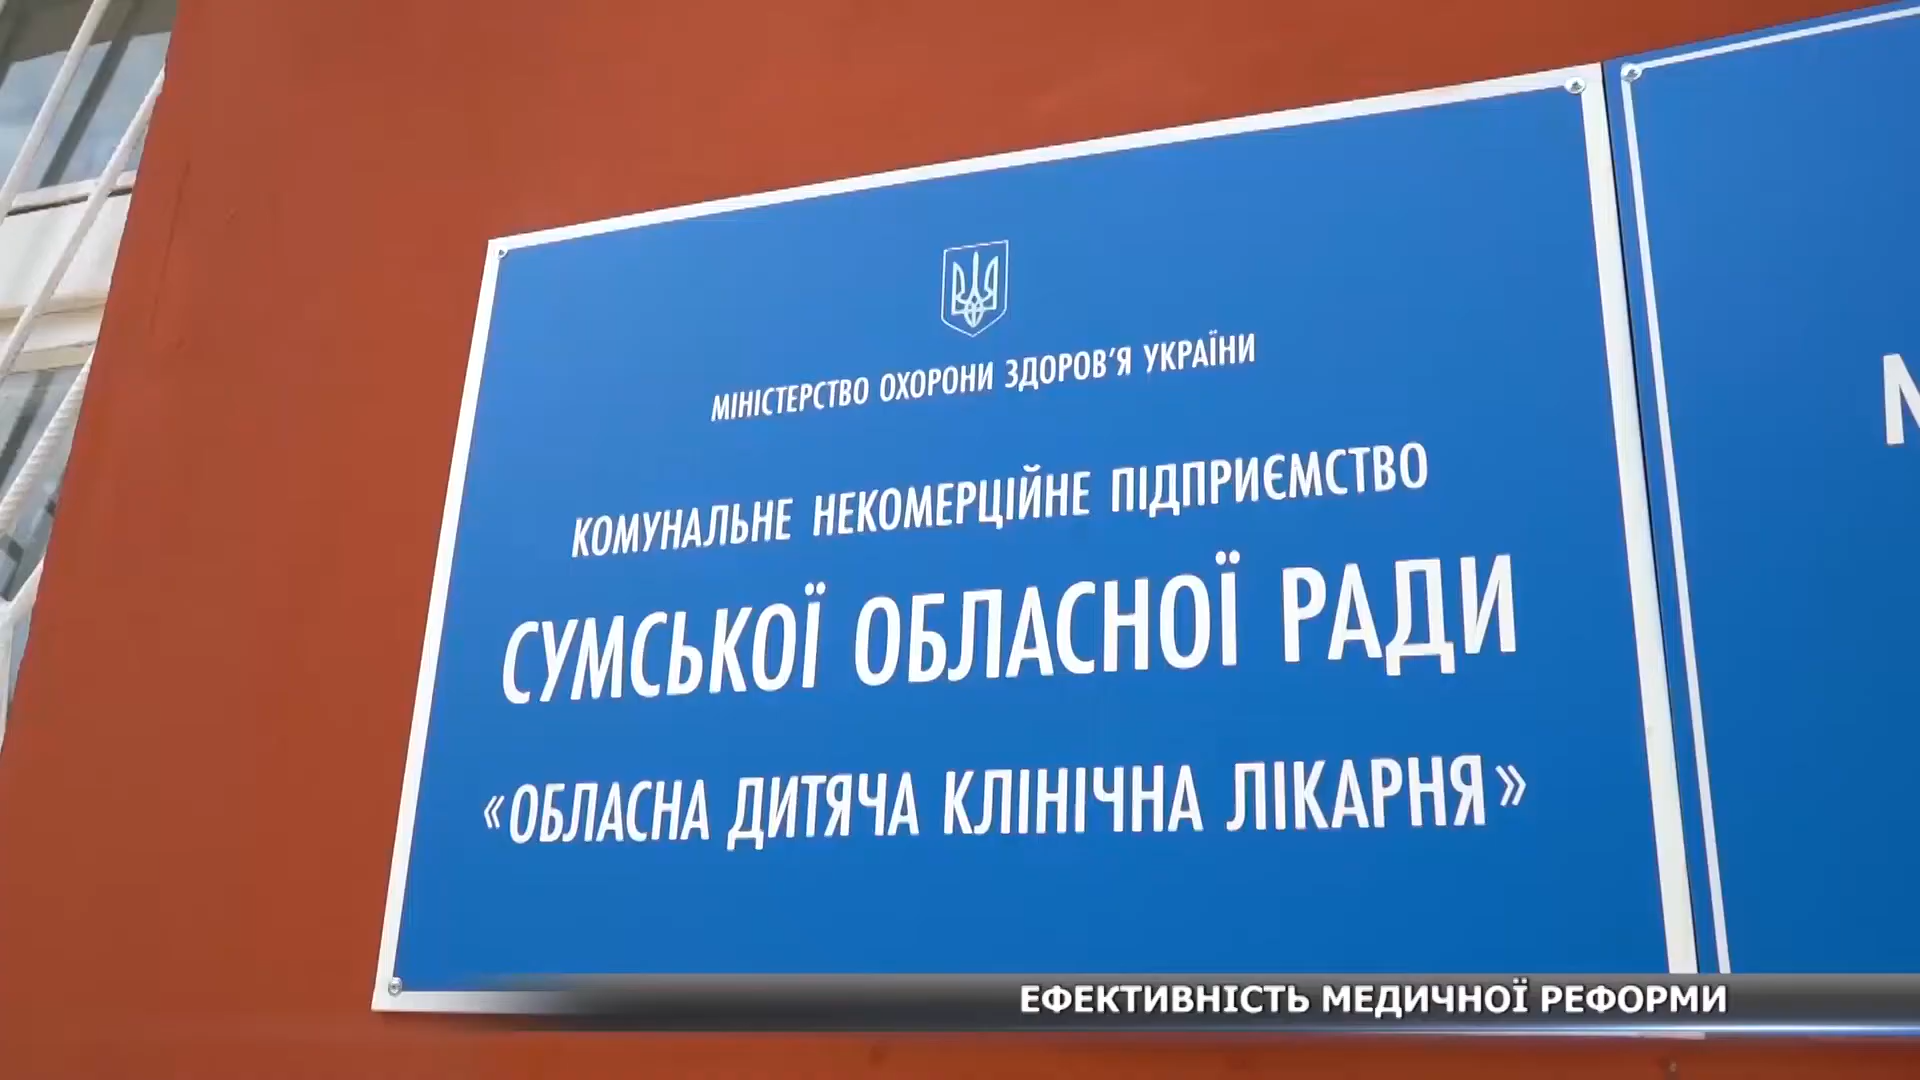 МІНІСТЕРСТВО ОХОРОНИ ЗДОРОВ'Я УКРАЇНИ
КОМУНАЛЬНЕ НЕКОМЕРЦІЙНЕ ПІДПРИЄМСТВО
СУМСЬКОЇ ОБЛАСНОЇ РАДИ
«ОБЛАСНА ДИТЯЧА КЛІНІЧНА ЛІКАРНЯ»
ЕФЕКТИВНІСТЬ МЕДИЧНОЇ РЕФОРМИ